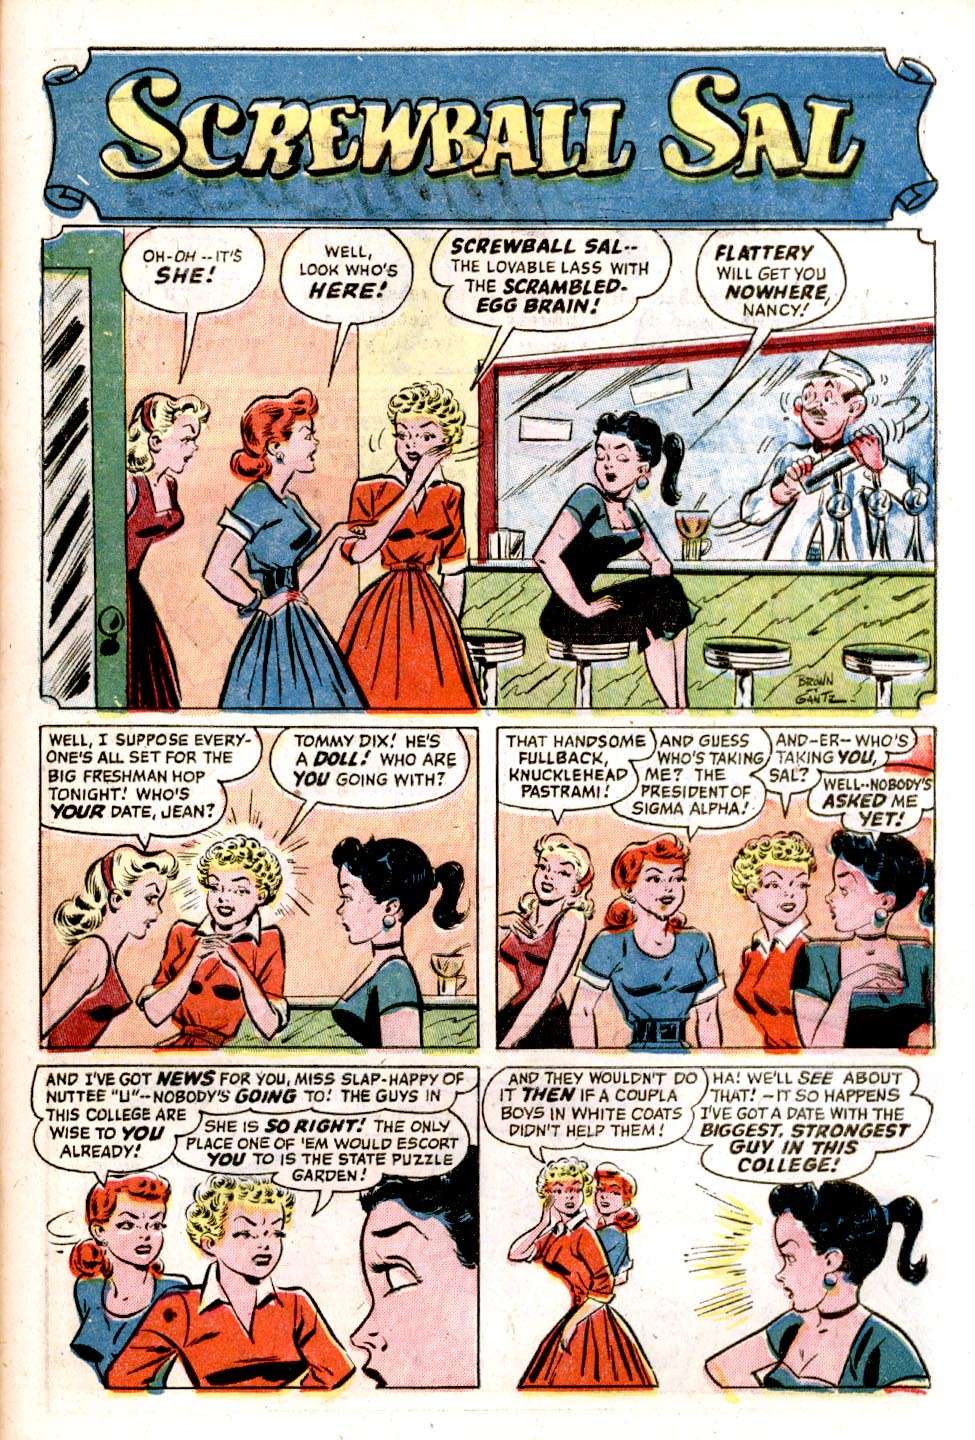 SCREWBALL SAL
OH-OH--IT'S
SHE!
WELL,
LOOK WHO'S
HERE!
SCREWBALL SAL--
THE LOVABLE LASS WITH
THE SCRAMBLED-
EGG BRAIN!
FLATTERY
WILL GET YOU
NOWHERE,
NANCY!
BROWN
GANTZ
WELL, I SUPPOSE EVERY-
ONE'S ALL SET FOR THE
BIG FRESHMAN HOP
TONIGHT! WHO'S
YOUR DATE, JEAN?
TOMMY DIX! HE'S
A DOLL! WHO ARE
YOU GOING WITH?
THAT HANDSOME
FULLBACK,
KNUCKLEHEAD
PASTRAMI!
AND GUESS
WHO'S TAKING
ME? THE
PRESIDENT OF
SIGMA ALPHA!
AND-ER--WHO'S
TAKING YOU,
SAL?
WELL--NOBODY'S
ASKED ME
YET!
AND I'VE GOT NEWS FOR YOU, MISS SLAP-HAPPY OF
NUTTEE "U"--NOBODY'S GOING TO! THE GUYS IN
THIS COLLEGE ARE
WISE TO YOU
ALREADY!
SHE IS SO RIGHT! THE ONLY
PLACE ONE OF 'EM WOULD ESCORT
YOU TO IS THE STATE PUZZLE
GARDEN!
AND THEY WOULDN'T DO
IT THEN IF A COUPLA
BOYS IN WHITE COATS
DIDN'T HELP THEM!
HA! WE'LL SEE ABOUT
THAT!-IT SO HAPPENS
I'VE GOT A DATE WITH THE
BIGGEST, STRONGEST
GUY IN THIS
COLLEGE!